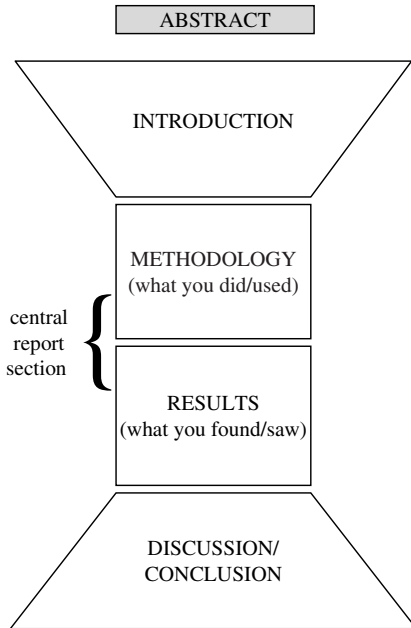 ABSTRACT
INTRODUCTION
METHODOLOGY
(what you did/used)
central
report
section
RESULTS
(what you found/saw)
DISCUSSION/
CONCLUSION